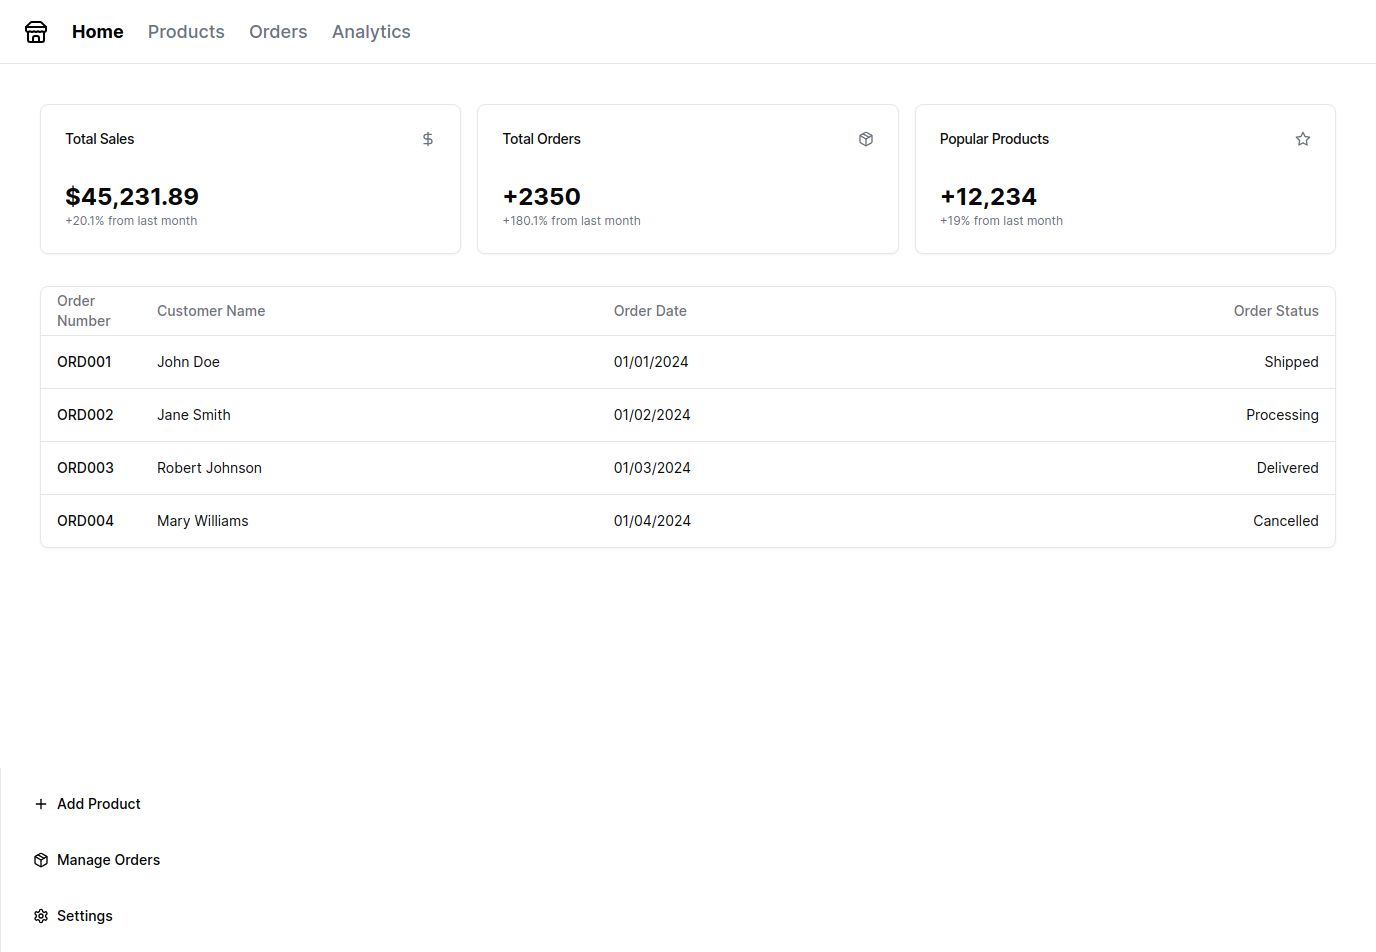 Home Products Orders Analytics
Total Sales
$45,231.89
+20.1% from last month
Total Orders
+2350
+180.1% from last month
Popular Products
+12,234
+19% from last month
Order
Number
Customer Name
Order Date
Order Status
ORD001 John Doe 01/01/2024 Shipped
ORD002 Jane Smith 01/02/2024 Processing
ORD003 Robert Johnson 01/03/2024 Delivered
ORD004 Mary Williams 01/04/2024 Cancelled
Add Product
Manage Orders
Settings